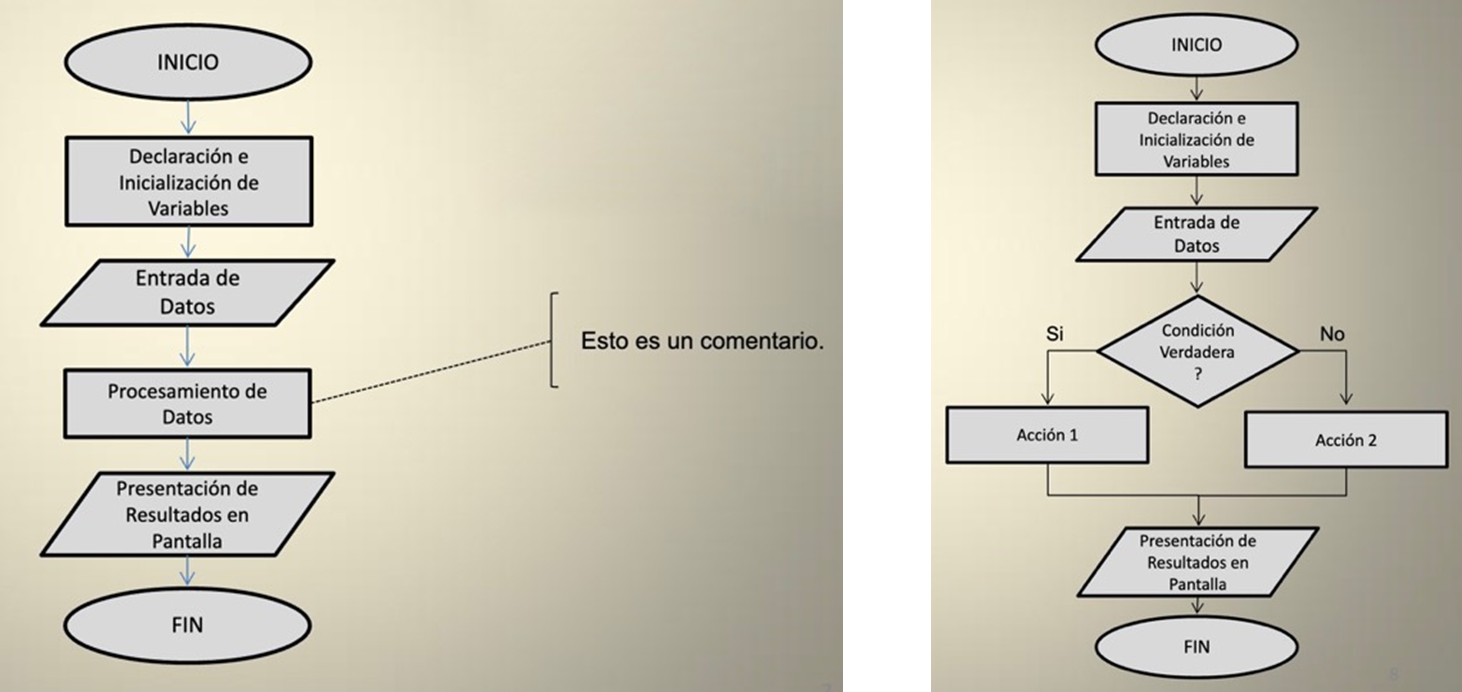 INICIO
Declaración e
Inicialización de
Variables
Entrada de
Datos
Procesamiento de
Datos
Esto es un comentario.
Presentación de
Resultados en
Pantalla
FIN
INICIO
Declaración e
Inicialización de
Variables
Entrada de
Datos
Condición
Verdadera
?
Si
No
Acción 1
Acción 2
Presentación de
Resultados en
Pantalla
FIN